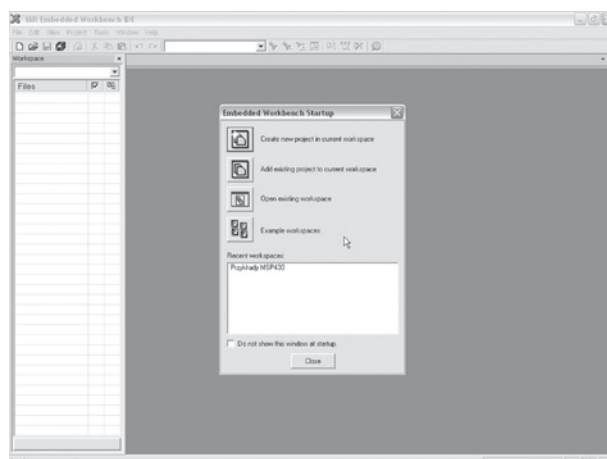 IAR Embedded Workbench IDE
File Edit View Project Tools Window Help
Workspace
Files
Embedded Workbench Startup
Create new project in current workspace
Add existing project to current workspace
Open existing workspace
Example workspaces
Recent workspaces:
Przyklady MSP430
Do not show this window at startup.
Close